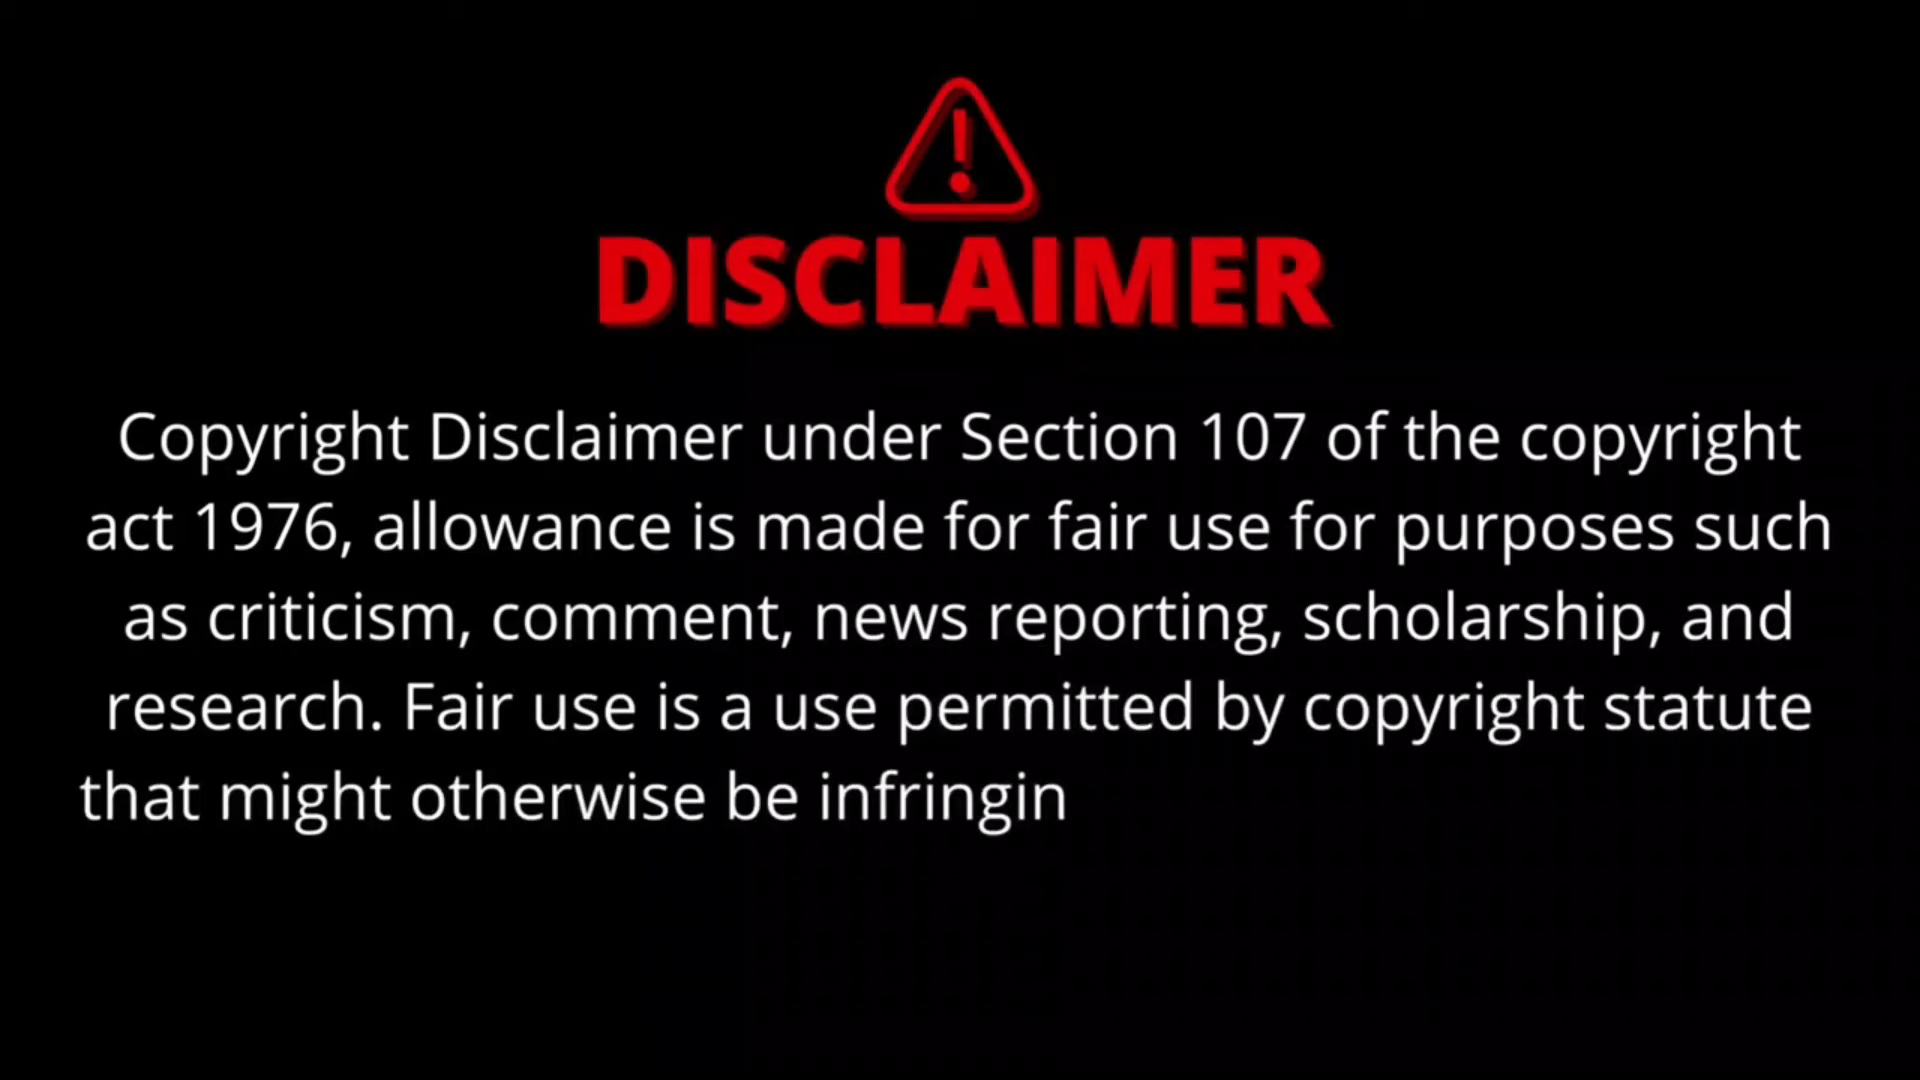 DISCLAIMER
Copyright Disclaimer under Section 107 of the copyright
act 1976, allowance is made for fair use for purposes such
as criticism, comment, news reporting, scholarship, and
research. Fair use is a use permitted by copyright statute
that might otherwise be infringin